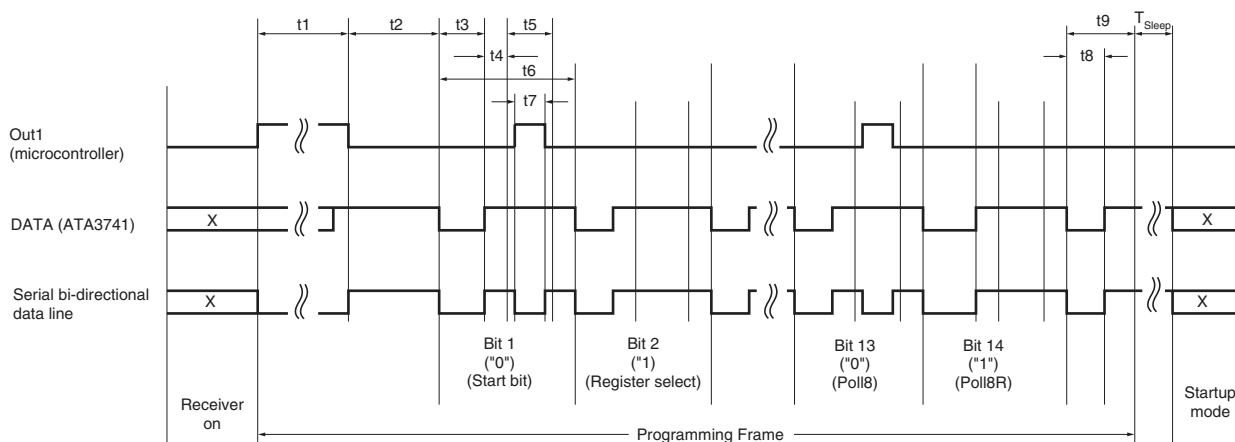 t1
t2
t3
t5
t9
TSleep
t4
t6
t8
t7
Out1
(microcontroller)
DATA (ATA3741)
X
X
Serial bi-directional
data line
X
X
Bit 1
("0")
(Start bit)
Bit 2
("1)
(Register select)
Bit 13
("0")
(Poll8)
Bit 14
("1")
(Poll8R)
Receiver
on
Startup
mode
Programming Frame